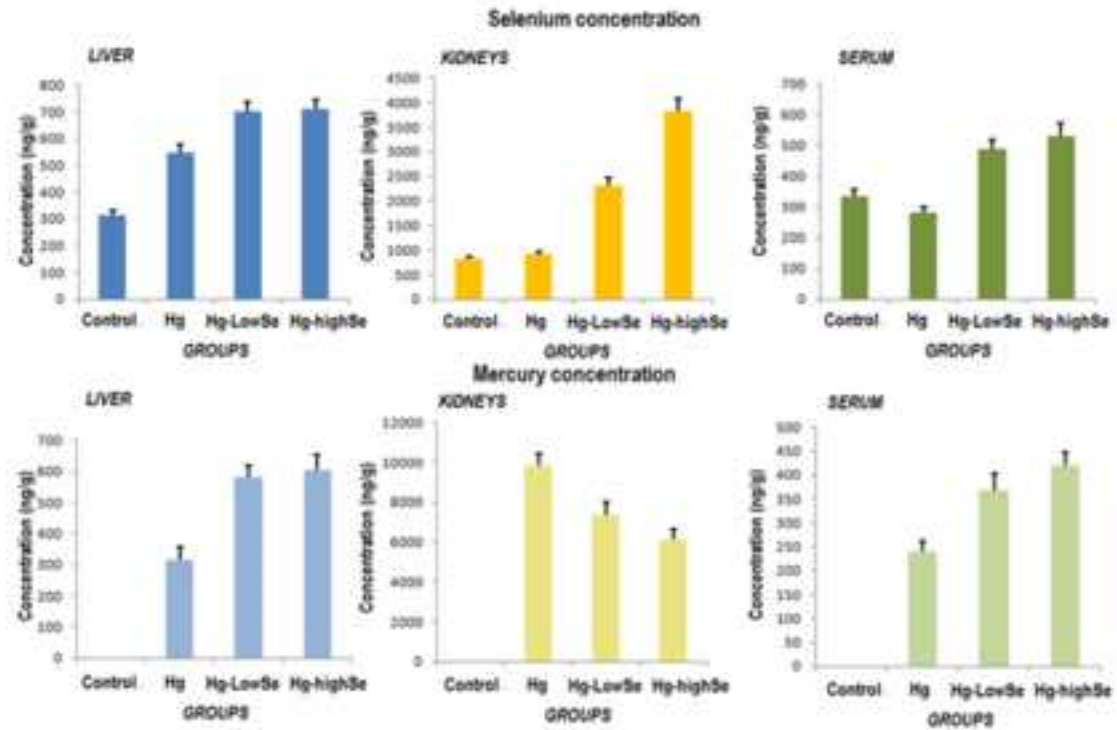 Selenium concentration
LIVER
KIDNEYS
SERUM
Concentration (ng/g)
800
700
600
500
400
300
200
100
0
Control Hg Hg-LowSe Hg-highSe
GROUPS
Concentration (ng/g)
4500
4000
3500
3000
2500
2000
1500
1000
500
0
Control Hg Hg-LowSe Hg-highSe
GROUPS
Concentration (ng/g)
700
600
500
400
300
200
100
0
Control Hg Hg-LowSe Hg-highSe
GROUPS
Mercury concentration
LIVER
KIDNEYS
SERUM
Concentration (ng/g)
700
600
500
400
300
200
100
0
Control Hg Hg-LowSe Hg-highSe
GROUPS
Concentration (ng/g)
12000
10000
8000
6000
4000
2000
0
Control Hg Hg-LowSe Hg-highSe
GROUPS
Concentration (ng/g)
500
450
400
350
300
250
200
150
100
50
0
Control Hg Hg-LowSe Hg-highSe
GROUPS